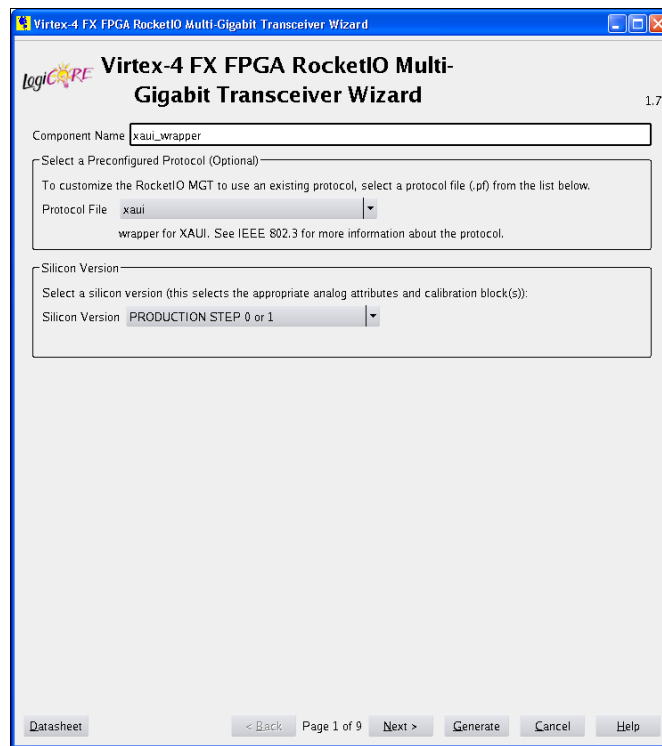 Virtex-4 FX FPGA RocketIO Multi-Gigabit Transceiver Wizard
logiCORE
Virtex-4 FX FPGA RocketIO Multi-
Gigabit Transceiver Wizard
1.7
Component Name xaui_wrapper
Select a Preconfigured Protocol (Optional)
To customize the RocketIO MGT to use an existing protocol, select a protocol file (.pf) from the list below.
Protocol File xaui
wrapper for XAUI. See IEEE 802.3 for more information about the protocol.
Silicon Version
Select a silicon version (this selects the appropriate analog attributes and calibration block(s)):
Silicon Version PRODUCTION STEP 0 or 1
Datasheet < Back Page 1 of 9 Next > Generate Cancel Help